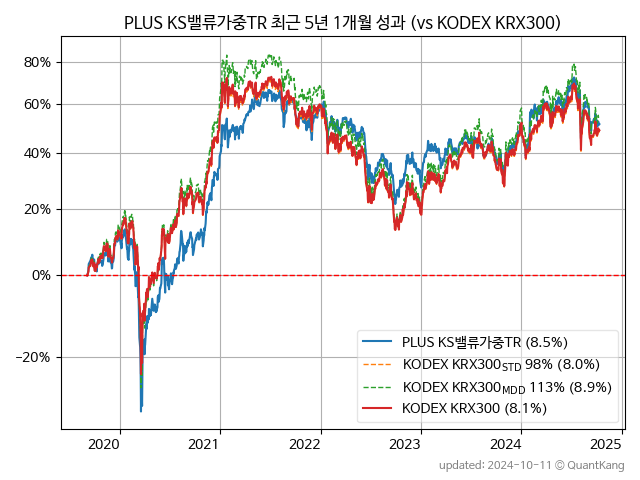 PLUS KS밸류가중TR 최근 5년 1개월 성과 (vs KODEX KRX300)
80%
60%
40%
20%
0%
−20%
PLUS KS밸류가중TR (8.5%)
KODEX KRX300STD 98% (8.0%)
KODEX KRX300MDD 113% (8.9%)
KODEX KRX300 (8.1%)
2020 2021 2022 2023 2024 2025
updated: 2024-10-11 © QuantKang